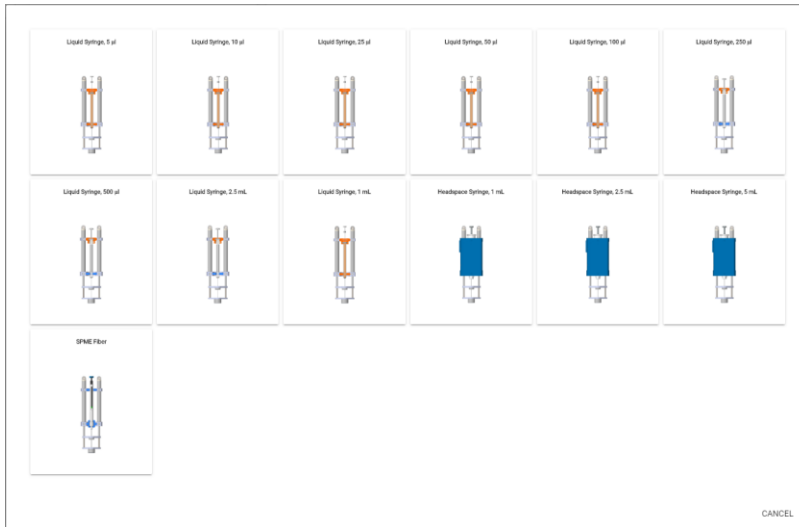 Liquid Syringe, 5 µl
Liquid Syringe, 10 µl
Liquid Syringe, 25 µl
Liquid Syringe, 50 µl
Liquid Syringe, 100 µl
Liquid Syringe, 250 µl
Liquid Syringe, 500 µl
Liquid Syringe, 2.5 mL
Liquid Syringe, 1 mL
Headspace Syringe, 1 mL
Headspace Syringe, 2.5 mL
Headspace Syringe, 5 mL
SPME Fiber
CANCEL